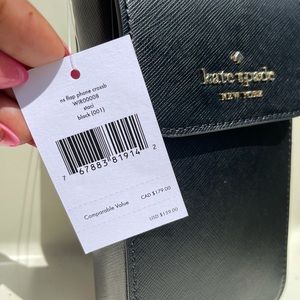 ns flap phone crossb
WIR00008
staci
black (001)
7 67883 81914 2
Comparable Value
CAD $179.00
USD $139.00
kate spade
NEW YORK